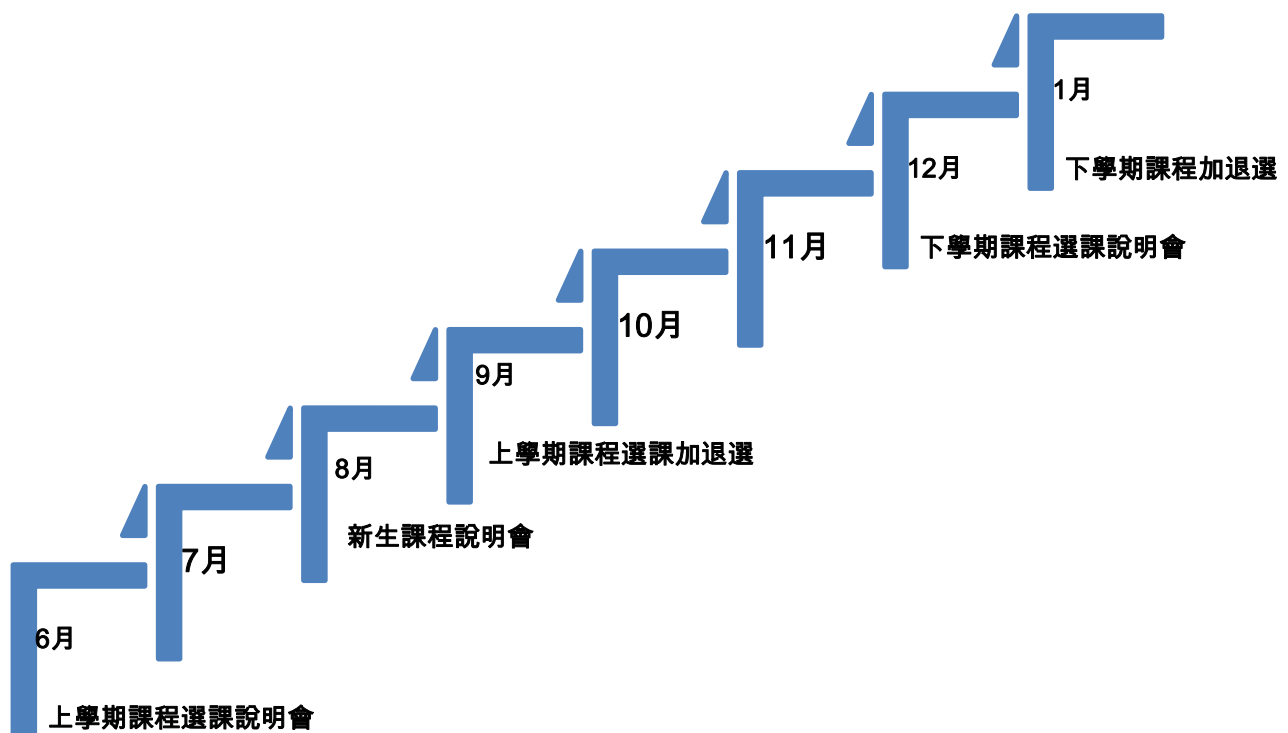 6月
上學期課程選課說明會
7月
8月
新生課程說明會
9月
上學期課程選課加退選
10月
11月
12月
下學期課程選課說明會
1月
下學期課程加退選